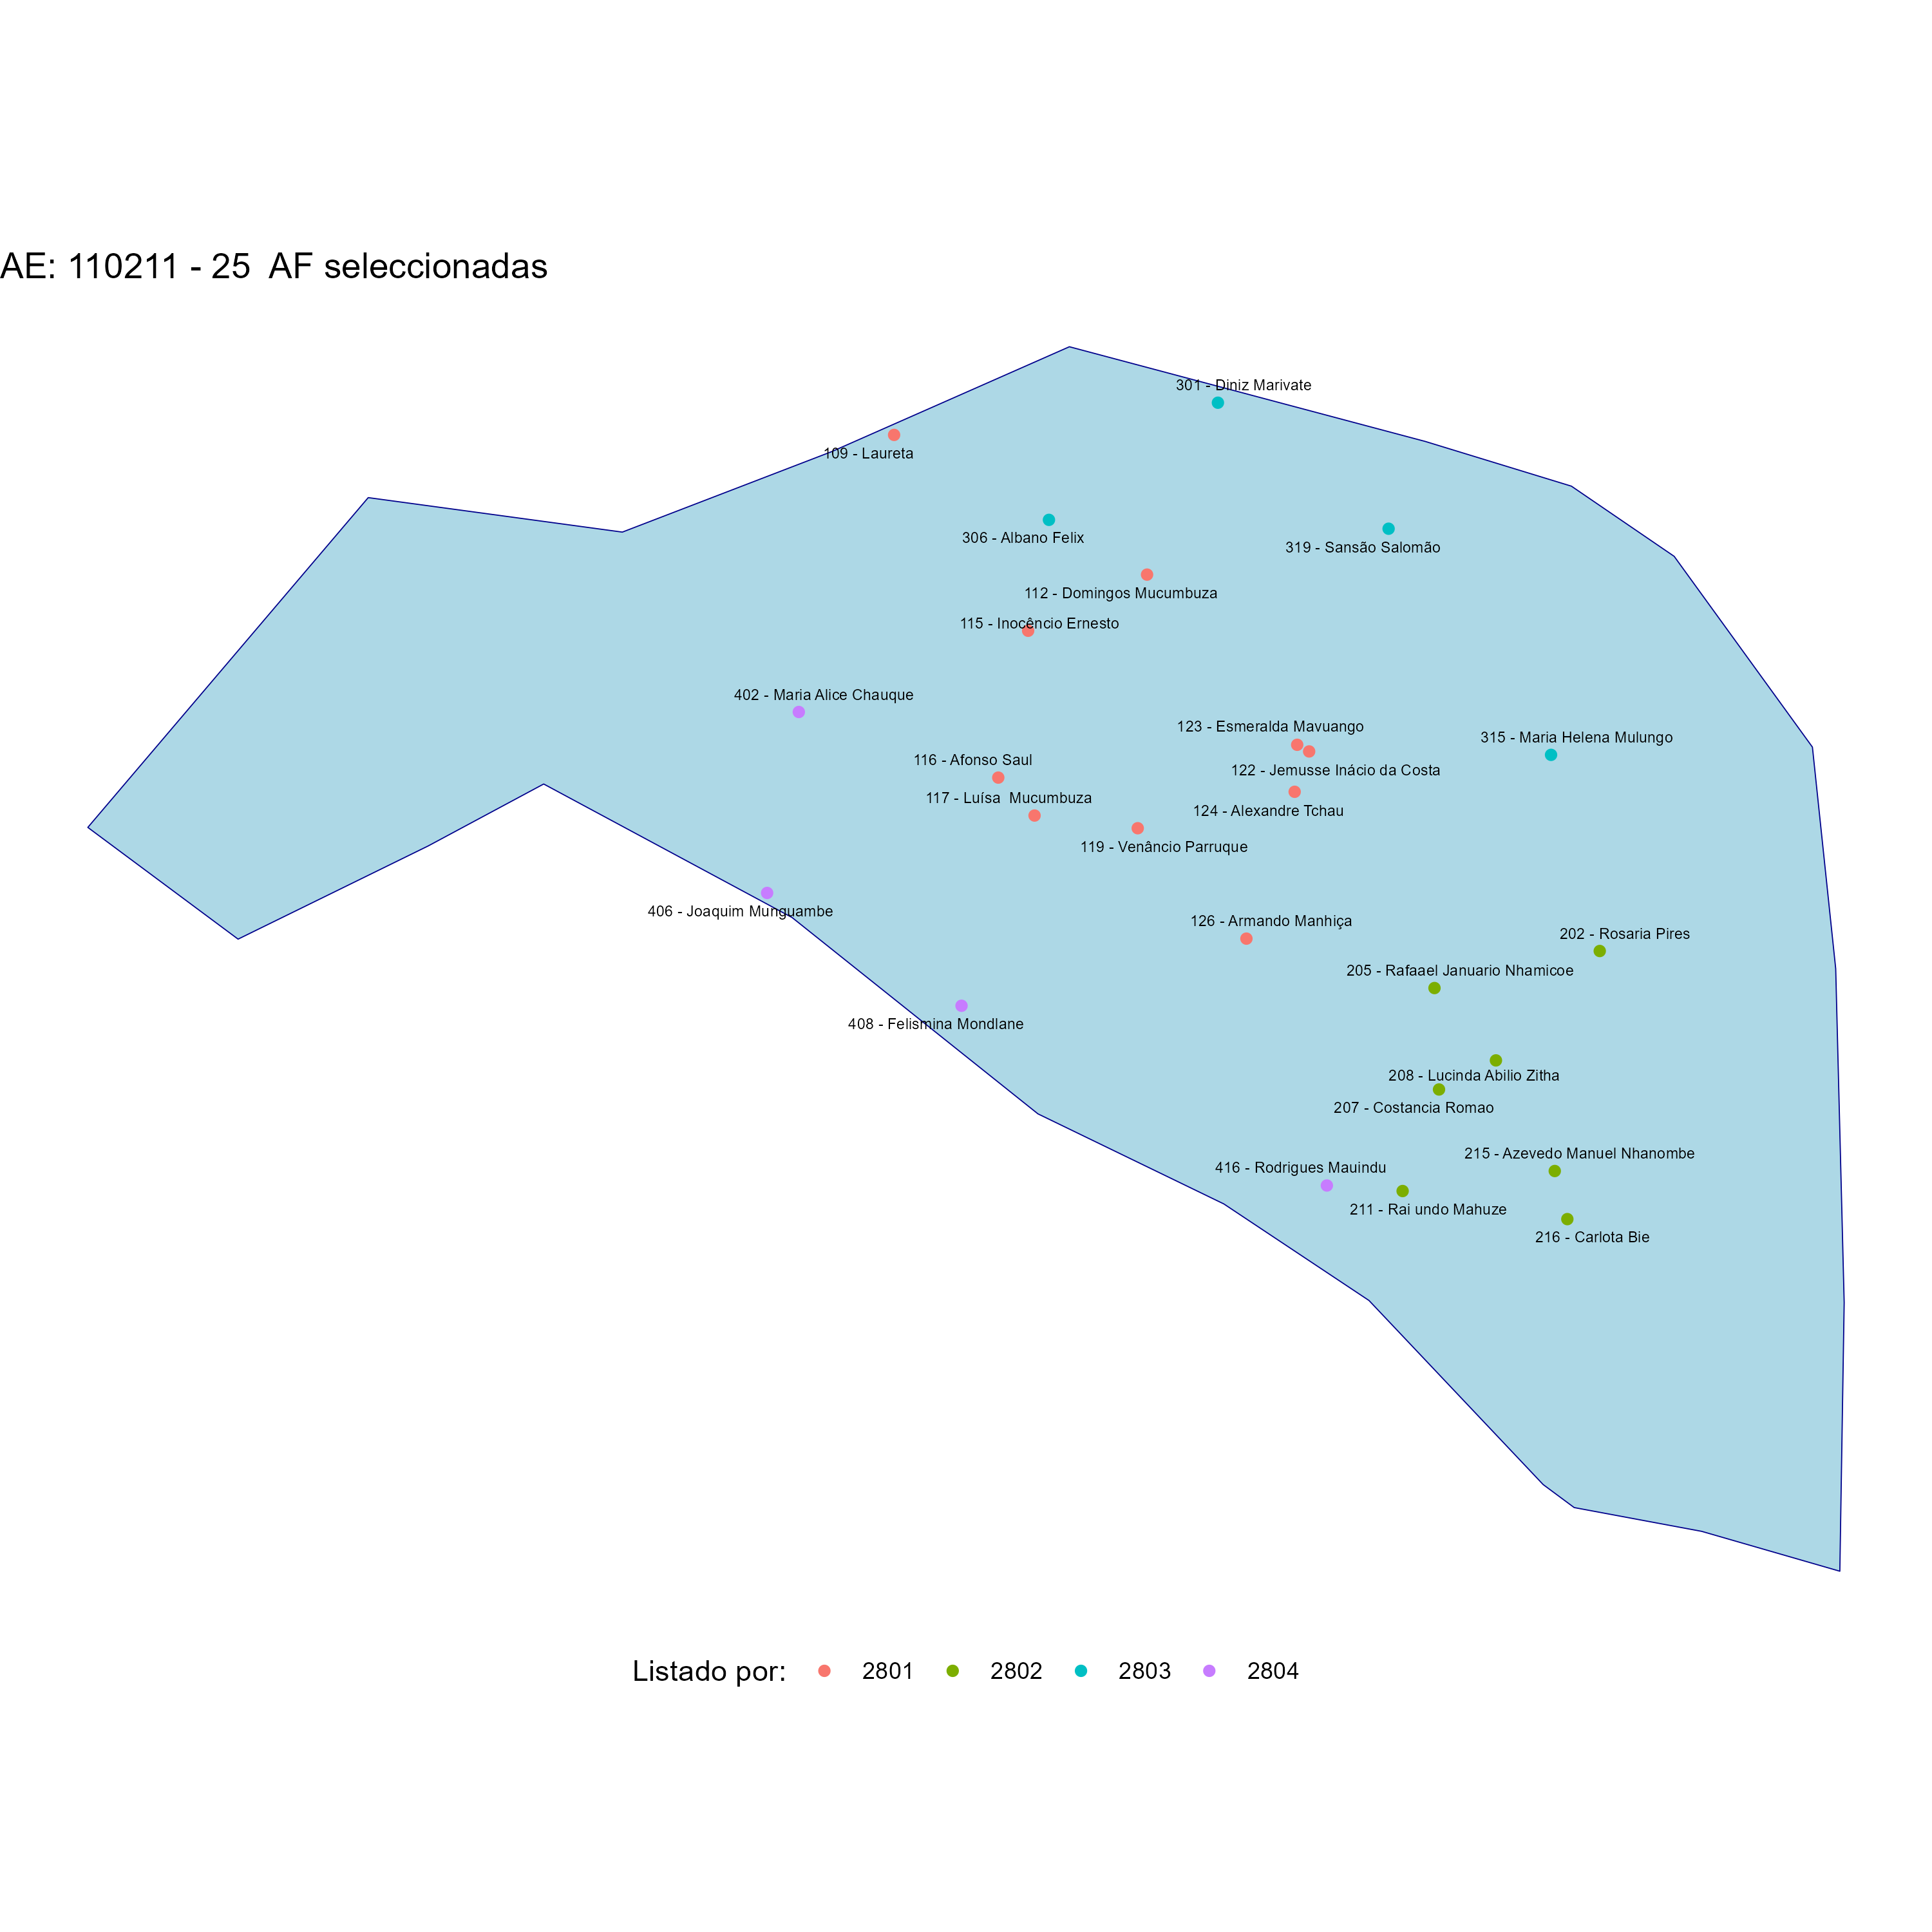 AE: 110211 - 25  AF seleccionadas
301 - Diniz Marivate
109 - Laureta
306 - Albano Felix
319 - Sansão Salomão
112 - Domingos Mucumbuza
115 - Inocêncio Ernesto
402 - Maria Alice Chauque
123 - Esmeralda Mavuango
315 - Maria Helena Mulungo
116 - Afonso Saul
122 - Jemusse Inácio da Costa
117 - Luísa  Mucumbuza
124 - Alexandre Tchau
119 - Venâncio Parruque
406 - Joaquim Munguambe
126 - Armando Manhiça
202 - Rosaria Pires
205 - Rafaael Januario Nhamicoe
408 - Felismina Mondlane
208 - Lucinda Abilio Zitha
207 - Costancia Romao
215 - Azevedo Manuel Nhanombe
416 - Rodrigues Mauindu
211 - Rai undo Mahuze
216 - Carlota Bie
Listado por: 2801 2802 2803 2804